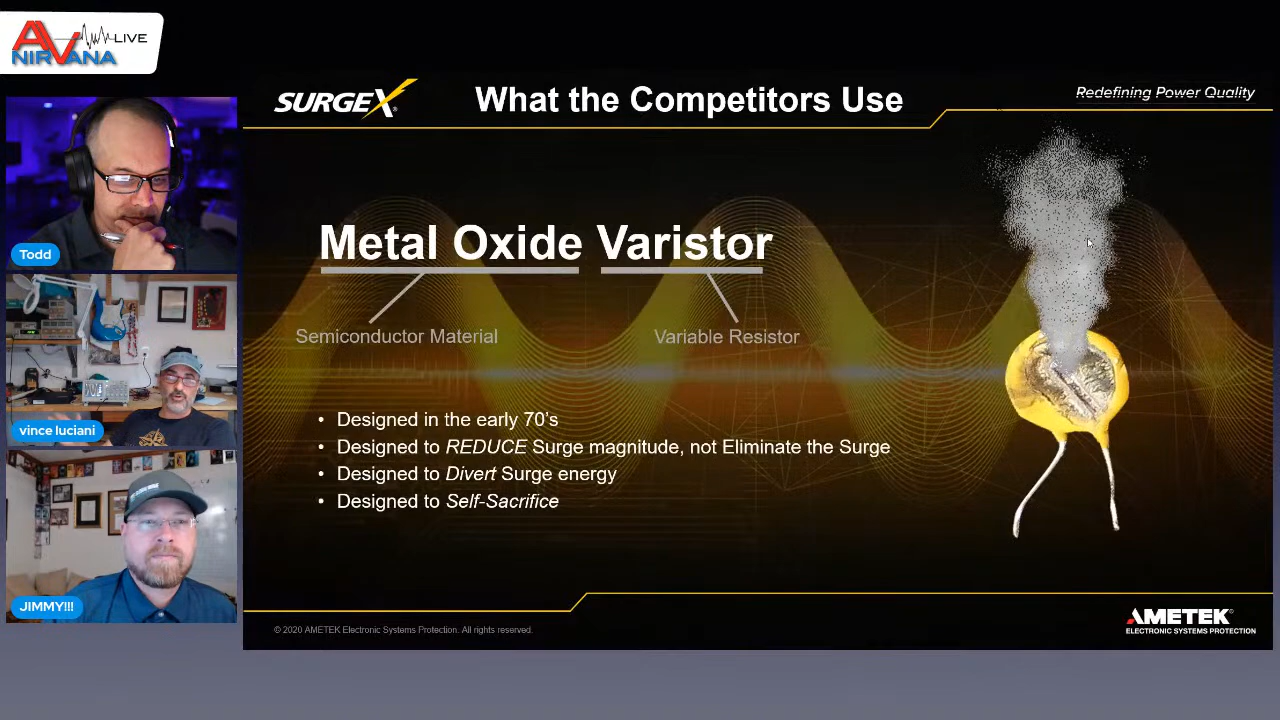 AV
LIVE
NIRVANA
SURGEX®
What the Competitors Use
Redefining Power Quality
Todd
vince luciani
JIMMY!!!
Metal Oxide Varistor
Semiconductor Material
Variable Resistor
• Designed in the early 70's
• Designed to REDUCE Surge magnitude, not Eliminate the Surge
• Designed to Divert Surge energy
• Designed to Self-Sacrifice
© 2020 AMETEK Electronic Systems Protection. All rights reserved.
AMETEK®
ELECTRONIC SYSTEMS PROTECTION